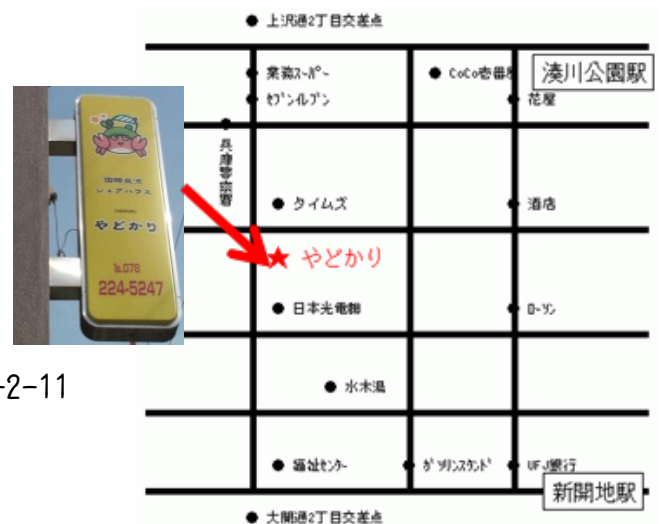 上沢通2丁目交差点
業務スーパー
CoCo壱番屋
湊川公園駅
セブンイレブン
花屋
兵庫警察署
国際交流
シェアハウス
やどかり
℡078
224-5247
タイムズ
酒店
やどかり
日本光電㈱
ローソン
-2-11
水木湯
福祉センター
ガソリンスタンド
UFJ銀行
新開地駅
大開通2丁目交差点